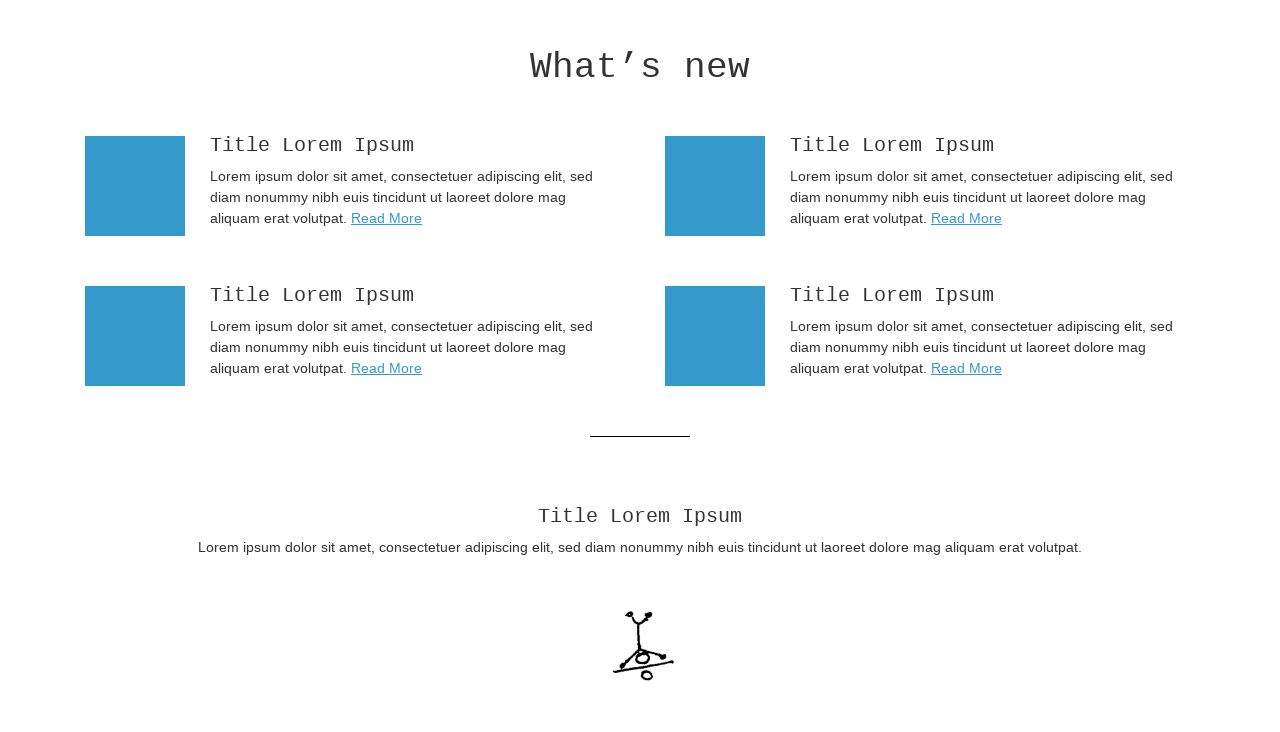 What’s new
Title Lorem Ipsum
Lorem ipsum dolor sit amet, consectetuer adipiscing elit, sed
diam nonummy nibh euis tincidunt ut laoreet dolore mag
aliquam erat volutpat. Read More
Title Lorem Ipsum
Lorem ipsum dolor sit amet, consectetuer adipiscing elit, sed
diam nonummy nibh euis tincidunt ut laoreet dolore mag
aliquam erat volutpat. Read More
Title Lorem Ipsum
Lorem ipsum dolor sit amet, consectetuer adipiscing elit, sed
diam nonummy nibh euis tincidunt ut laoreet dolore mag
aliquam erat volutpat. Read More
Title Lorem Ipsum
Lorem ipsum dolor sit amet, consectetuer adipiscing elit, sed
diam nonummy nibh euis tincidunt ut laoreet dolore mag
aliquam erat volutpat. Read More
Title Lorem Ipsum
Lorem ipsum dolor sit amet, consectetuer adipiscing elit, sed diam nonummy nibh euis tincidunt ut laoreet dolore mag aliquam erat volutpat.